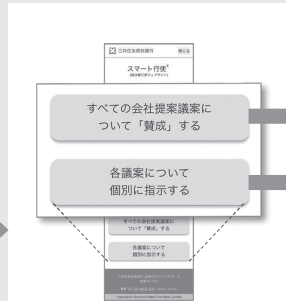 三井住友信託銀行
閉じる
スマート行使
すべての会社提案議案に
ついて「賛成」する
各議案について
個別に指示する
すべての会社提案議案に
ついて「賛成」する
各議案について
個別に指示する